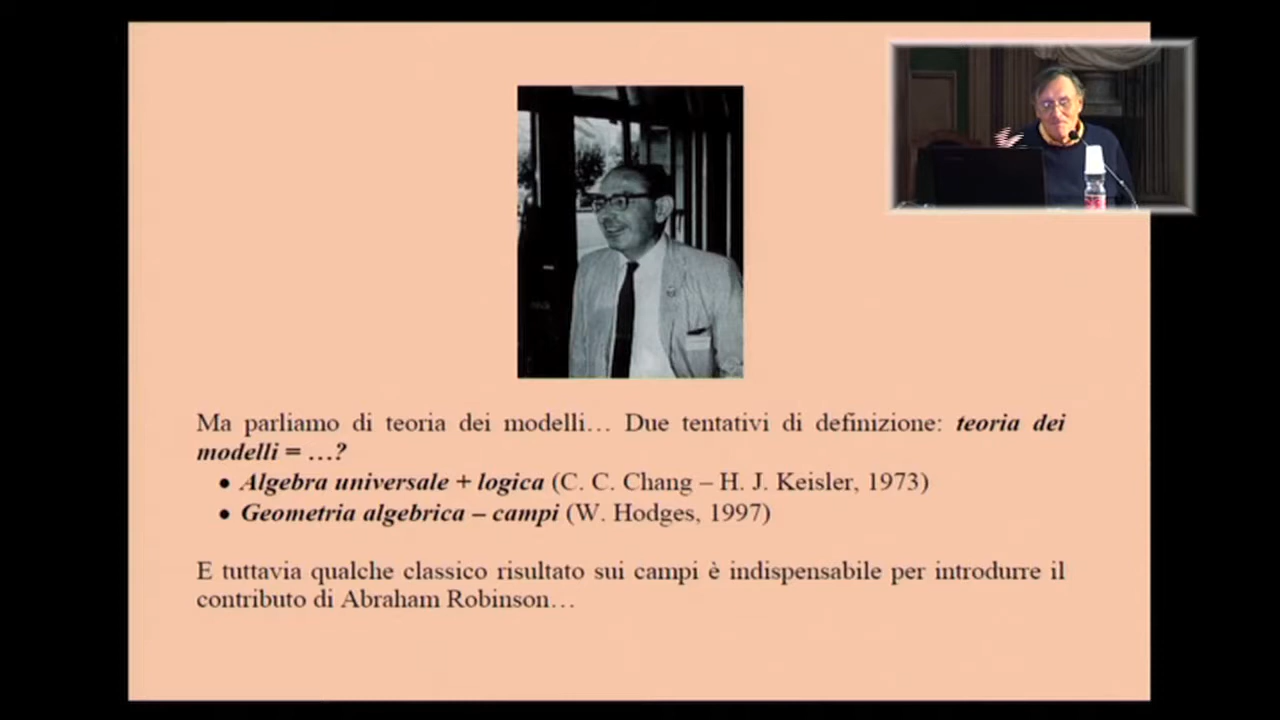 Ma parliamo di teoria dei modelli… Due tentativi di definizione: teoria dei
modelli = …?
• Algebra universale + logica (C. C. Chang – H. J. Keisler, 1973)
• Geometria algebrica – campi (W. Hodges, 1997)
E tuttavia qualche classico risultato sui campi è indispensabile per introdurre il
contributo di Abraham Robinson…